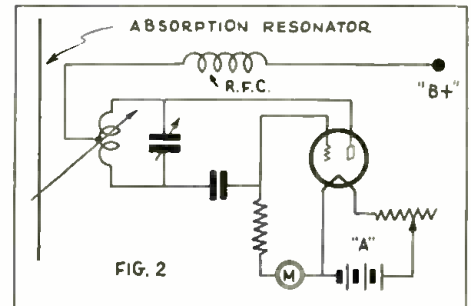 ABSORPTION RESONATOR
R.F.C.
"B+"
"A"
M
FIG. 2